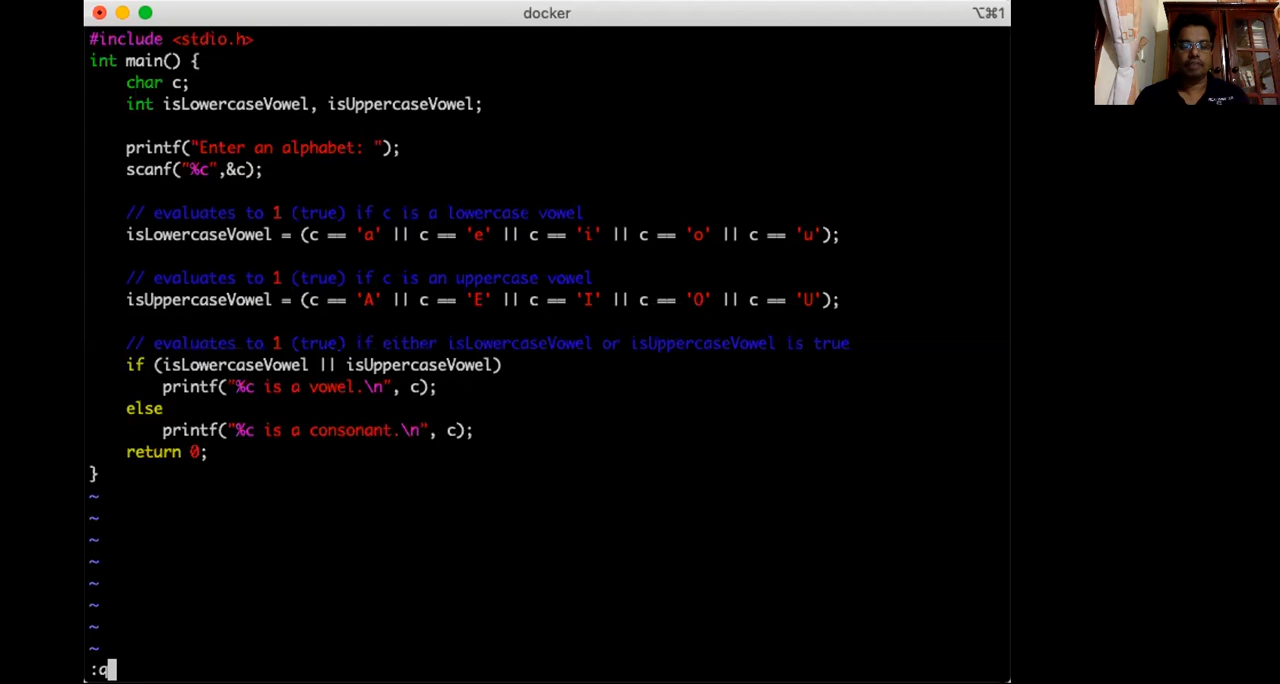 docker
⌥⌘1
#include <stdio.h>
int main() {
    char c;
    int isLowercaseVowel, isUppercaseVowel;
    printf("Enter an alphabet: ");
    scanf("%c",&c);
    // evaluates to 1 (true) if c is a lowercase vowel
    isLowercaseVowel = (c == 'a' || c == 'e' || c == 'i' || c == 'o' || c == 'u');
    // evaluates to 1 (true) if c is an uppercase vowel
    isUppercaseVowel = (c == 'A' || c == 'E' || c == 'I' || c == 'O' || c == 'U');
    // evaluates to 1 (true) if either isLowercaseVowel or isUppercaseVowel is true
    if (isLowercaseVowel || isUppercaseVowel)
        printf("%c is a vowel.\n", c);
    else
        printf("%c is a consonant.\n", c);
    return 0;
}
~
~
~
~
~
~
~
~
:q